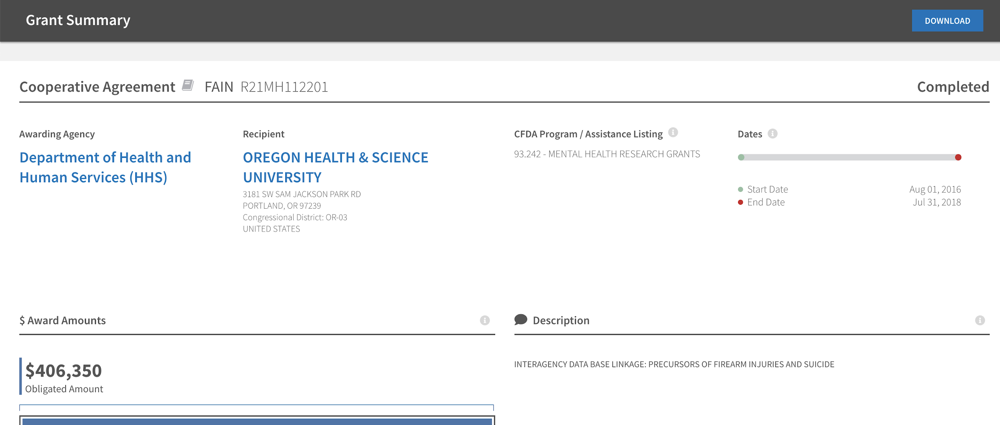 Grant Summary
DOWNLOAD
Cooperative Agreement FAIN R21MH112201
Completed
Awarding Agency
Department of Health and
Human Services (HHS)
Recipient
OREGON HEALTH & SCIENCE
UNIVERSITY
3181 SW SAM JACKSON PARK RD
PORTLAND, OR 97239
Congressional District: OR-03
UNITED STATES
CFDA Program / Assistance Listing
93.242 - MENTAL HEALTH RESEARCH GRANTS
Dates
Start Date Aug 01, 2016
End Date Jul 31, 2018
$ Award Amounts
$406,350
Obligated Amount
Description
INTERAGENCY DATA BASE LINKAGE: PRECURSORS OF FIREARM INJURIES AND SUICIDE